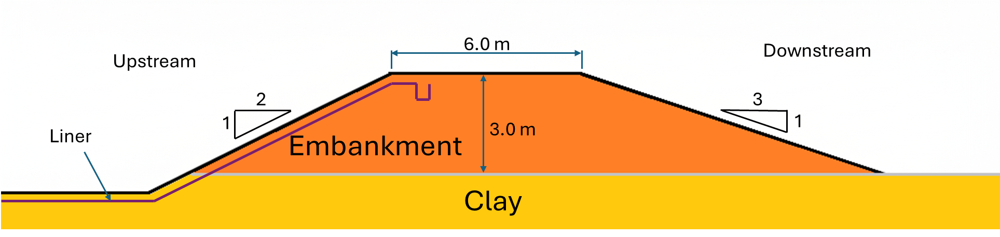 6.0 m
Upstream
Downstream
2
1
3
1
Liner
3.0 m
Embankment
Clay